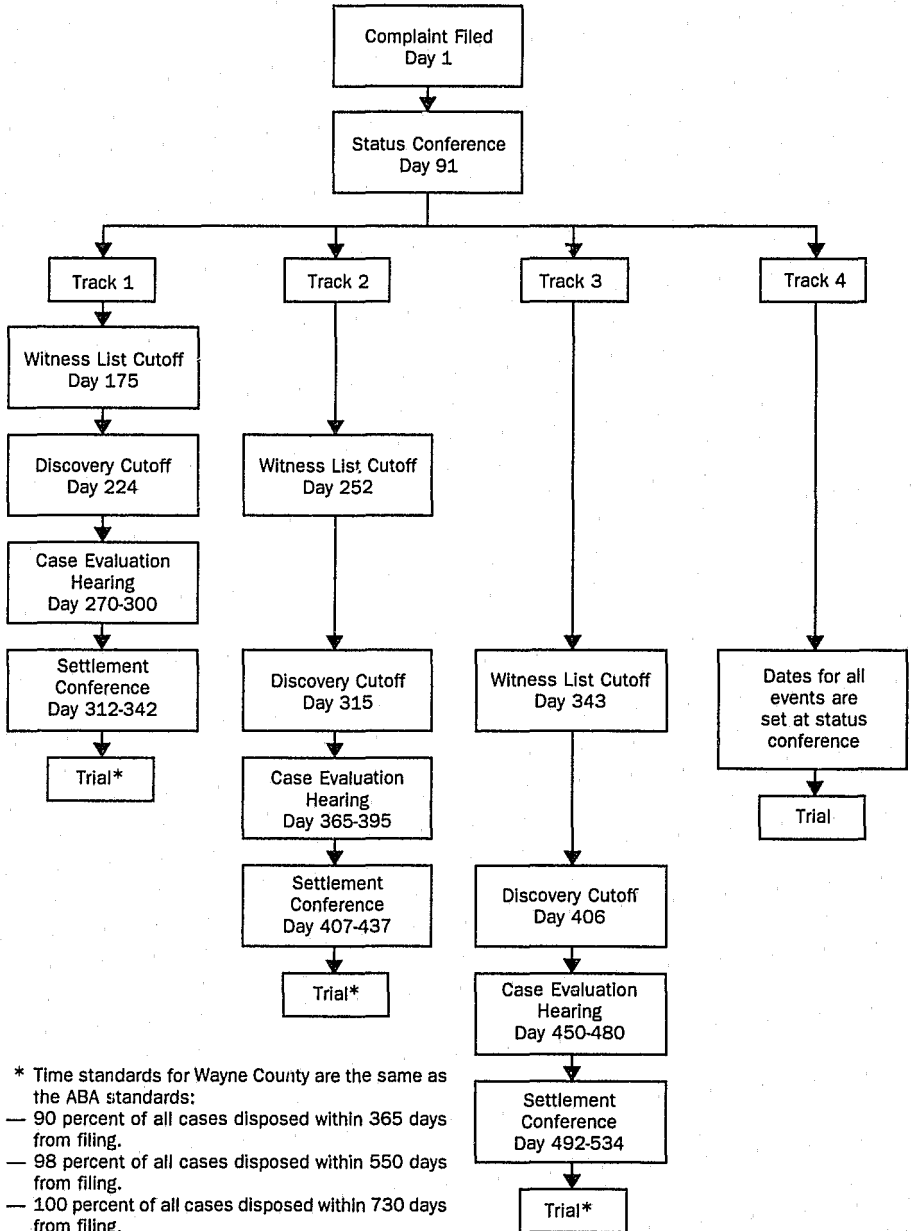 Complaint Filed
Day 1
Status Conference
Day 91
Track 1
Track 2
Track 3
Track 4
Witness List Cutoff
Day 175
Discovery Cutoff
Day 224
Case Evaluation
Hearing
Day 270-300
Settlement
Conference
Day 312-342
Trial*
Witness List Cutoff
Day 252
Discovery Cutoff
Day 315
Case Evaluation
Hearing
Day 365-395
Settlement
Conference
Day 407-437
Trial*
Witness List Cutoff
Day 343
Discovery Cutoff
Day 406
Case Evaluation
Hearing
Day 450-480
Settlement
Conference
Day 492-534
Trial*
Dates for all
events are
set at status
conference
Trial
* Time standards for Wayne County are the same as
the ABA standards:
— 90 percent of all cases disposed within 365 days
from filing.
— 98 percent of all cases disposed within 550 days
from filing.
— 100 percent of all cases disposed within 730 days
from filing.